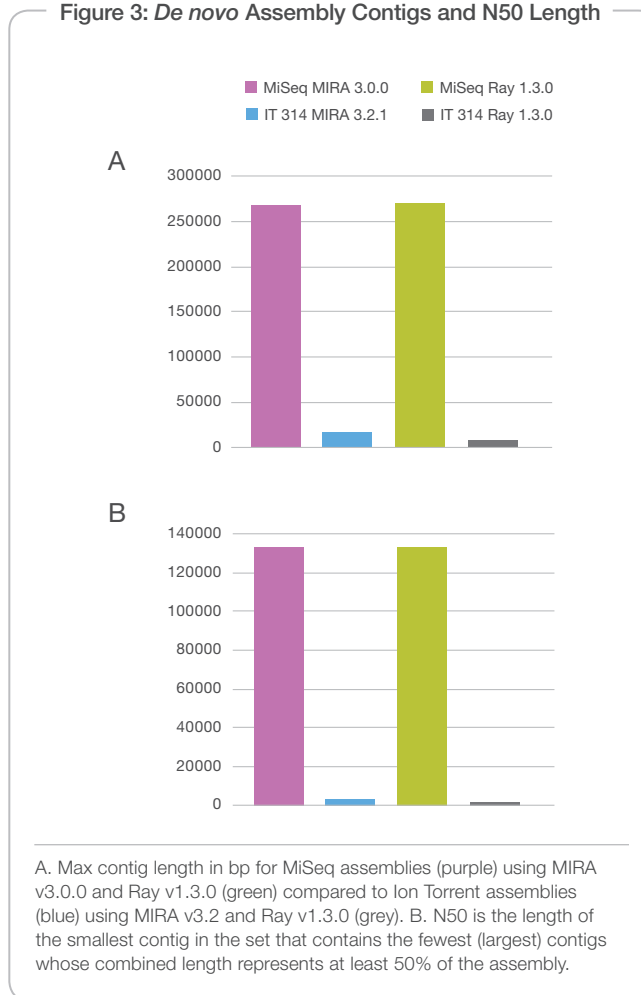 Figure 3: De novo Assembly Contigs and N50 Length
MiSeq MIRA 3.0.0 MiSeq Ray 1.3.0
IT 314 MIRA 3.2.1 IT 314 Ray 1.3.0
A
300000
250000
200000
150000
100000
50000
0
B
140000
120000
100000
80000
60000
40000
20000
0
A. Max contig length in bp for MiSeq assemblies (purple) using MIRA
v3.0.0 and Ray v1.3.0 (green) compared to Ion Torrent assemblies
(blue) using MIRA v3.2 and Ray v1.3.0 (grey). B. N50 is the length of
the smallest contig in the set that contains the fewest (largest) contigs
whose combined length represents at least 50% of the assembly.